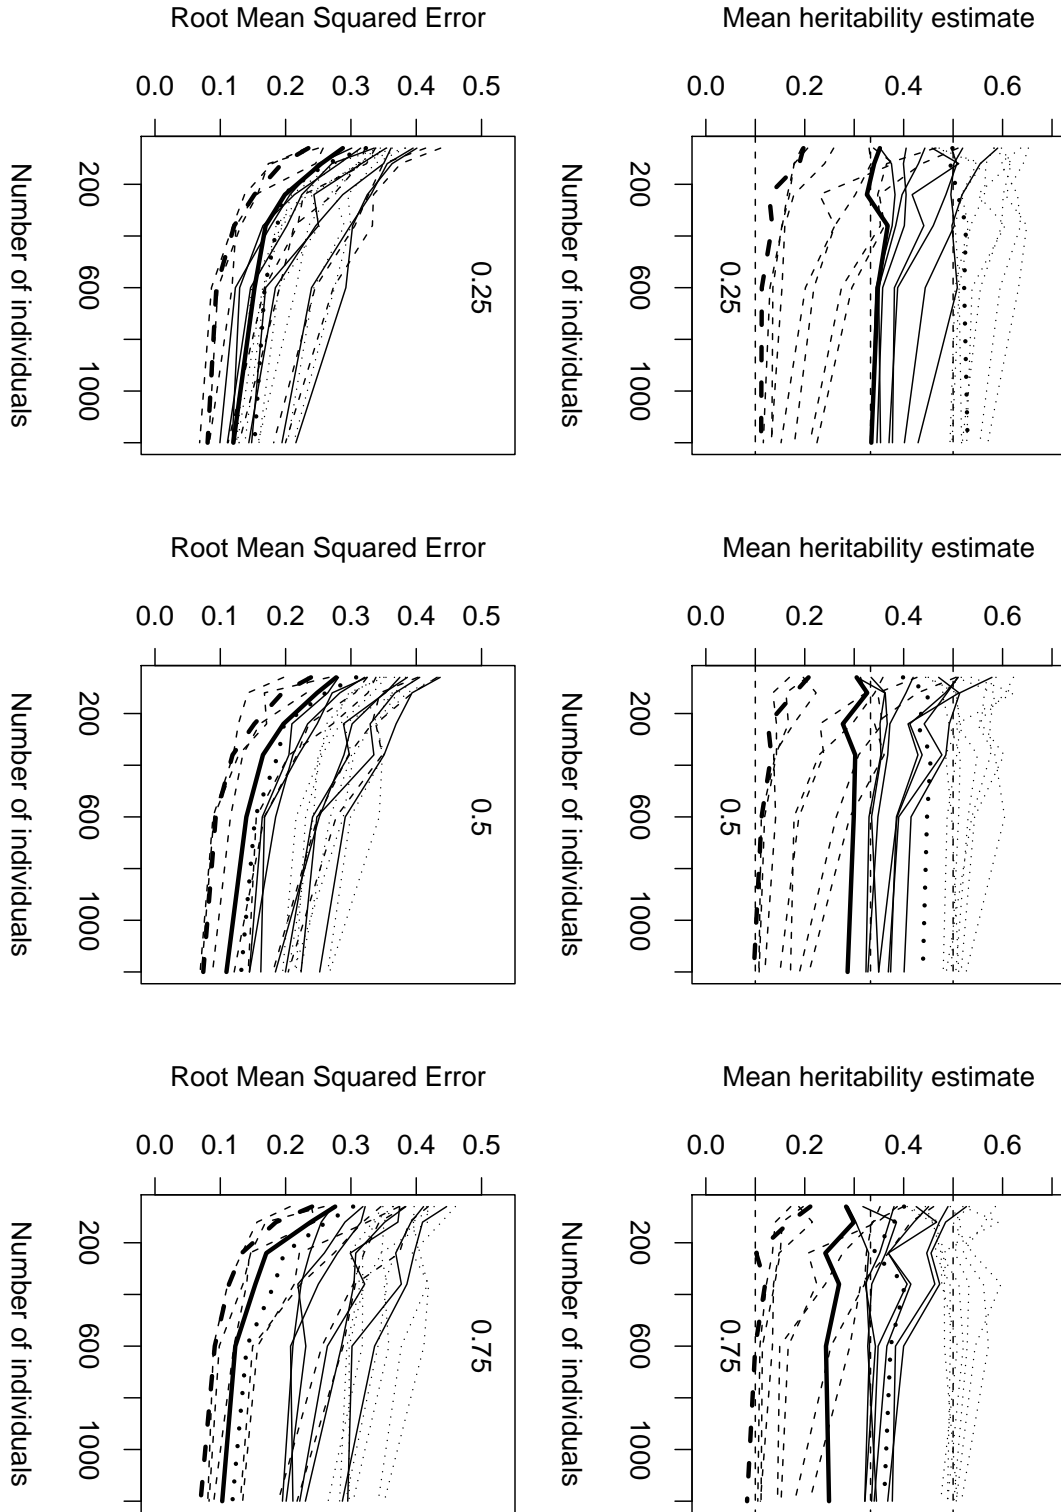 Root Mean Squared Error
0.0 0.1 0.2 0.3 0.4 0.5
Number of individuals
200 600 1000
0.25
Mean heritability estimate
0.0 0.2 0.4 0.6
Number of individuals
200 600 1000
0.25
Root Mean Squared Error
0.0 0.1 0.2 0.3 0.4 0.5
Number of individuals
200 600 1000
0.5
Mean heritability estimate
0.0 0.2 0.4 0.6
Number of individuals
200 600 1000
0.5
Root Mean Squared Error
0.0 0.1 0.2 0.3 0.4 0.5
Number of individuals
200 600 1000
0.75
Mean heritability estimate
0.0 0.2 0.4 0.6
Number of individuals
200 600 1000
0.75